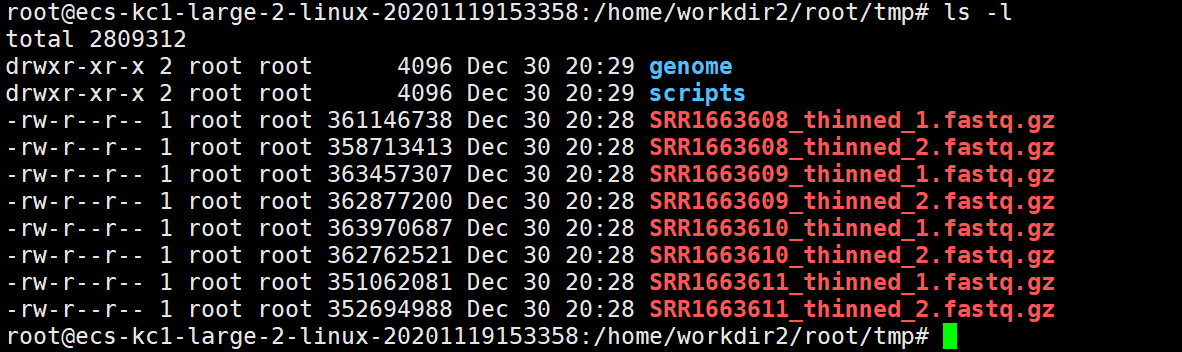 root@ecs-kc1-large-2-linux-20201119153358:/home/workdir2/root/tmp# ls -l
total 2809312
drwxr-xr-x 2 root root      4096 Dec 30 20:29 genome
drwxr-xr-x 2 root root      4096 Dec 30 20:29 scripts
-rw-r--r-- 1 root root 361146738 Dec 30 20:28 SRR1663608_thinned_1.fastq.gz
-rw-r--r-- 1 root root 358713413 Dec 30 20:28 SRR1663608_thinned_2.fastq.gz
-rw-r--r-- 1 root root 363457307 Dec 30 20:28 SRR1663609_thinned_1.fastq.gz
-rw-r--r-- 1 root root 362877200 Dec 30 20:28 SRR1663609_thinned_2.fastq.gz
-rw-r--r-- 1 root root 363970687 Dec 30 20:28 SRR1663610_thinned_1.fastq.gz
-rw-r--r-- 1 root root 362762521 Dec 30 20:28 SRR1663610_thinned_2.fastq.gz
-rw-r--r-- 1 root root 351062081 Dec 30 20:28 SRR1663611_thinned_1.fastq.gz
-rw-r--r-- 1 root root 352694988 Dec 30 20:28 SRR1663611_thinned_2.fastq.gz
root@ecs-kc1-large-2-linux-20201119153358:/home/workdir2/root/tmp#